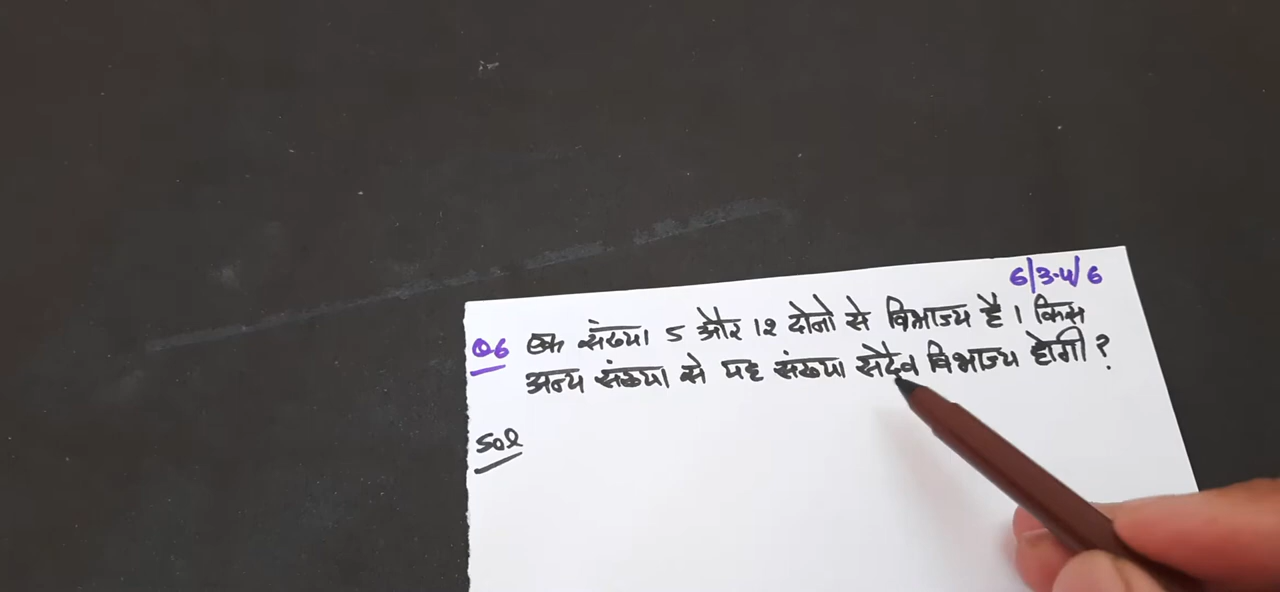 6/3.4/6
Q6 एक संख्या 5 और 12 दोनो से विभाज्य है । किस
अन्य संख्या से यह संख्या सदैव विभाज्य होगी ?
Sol